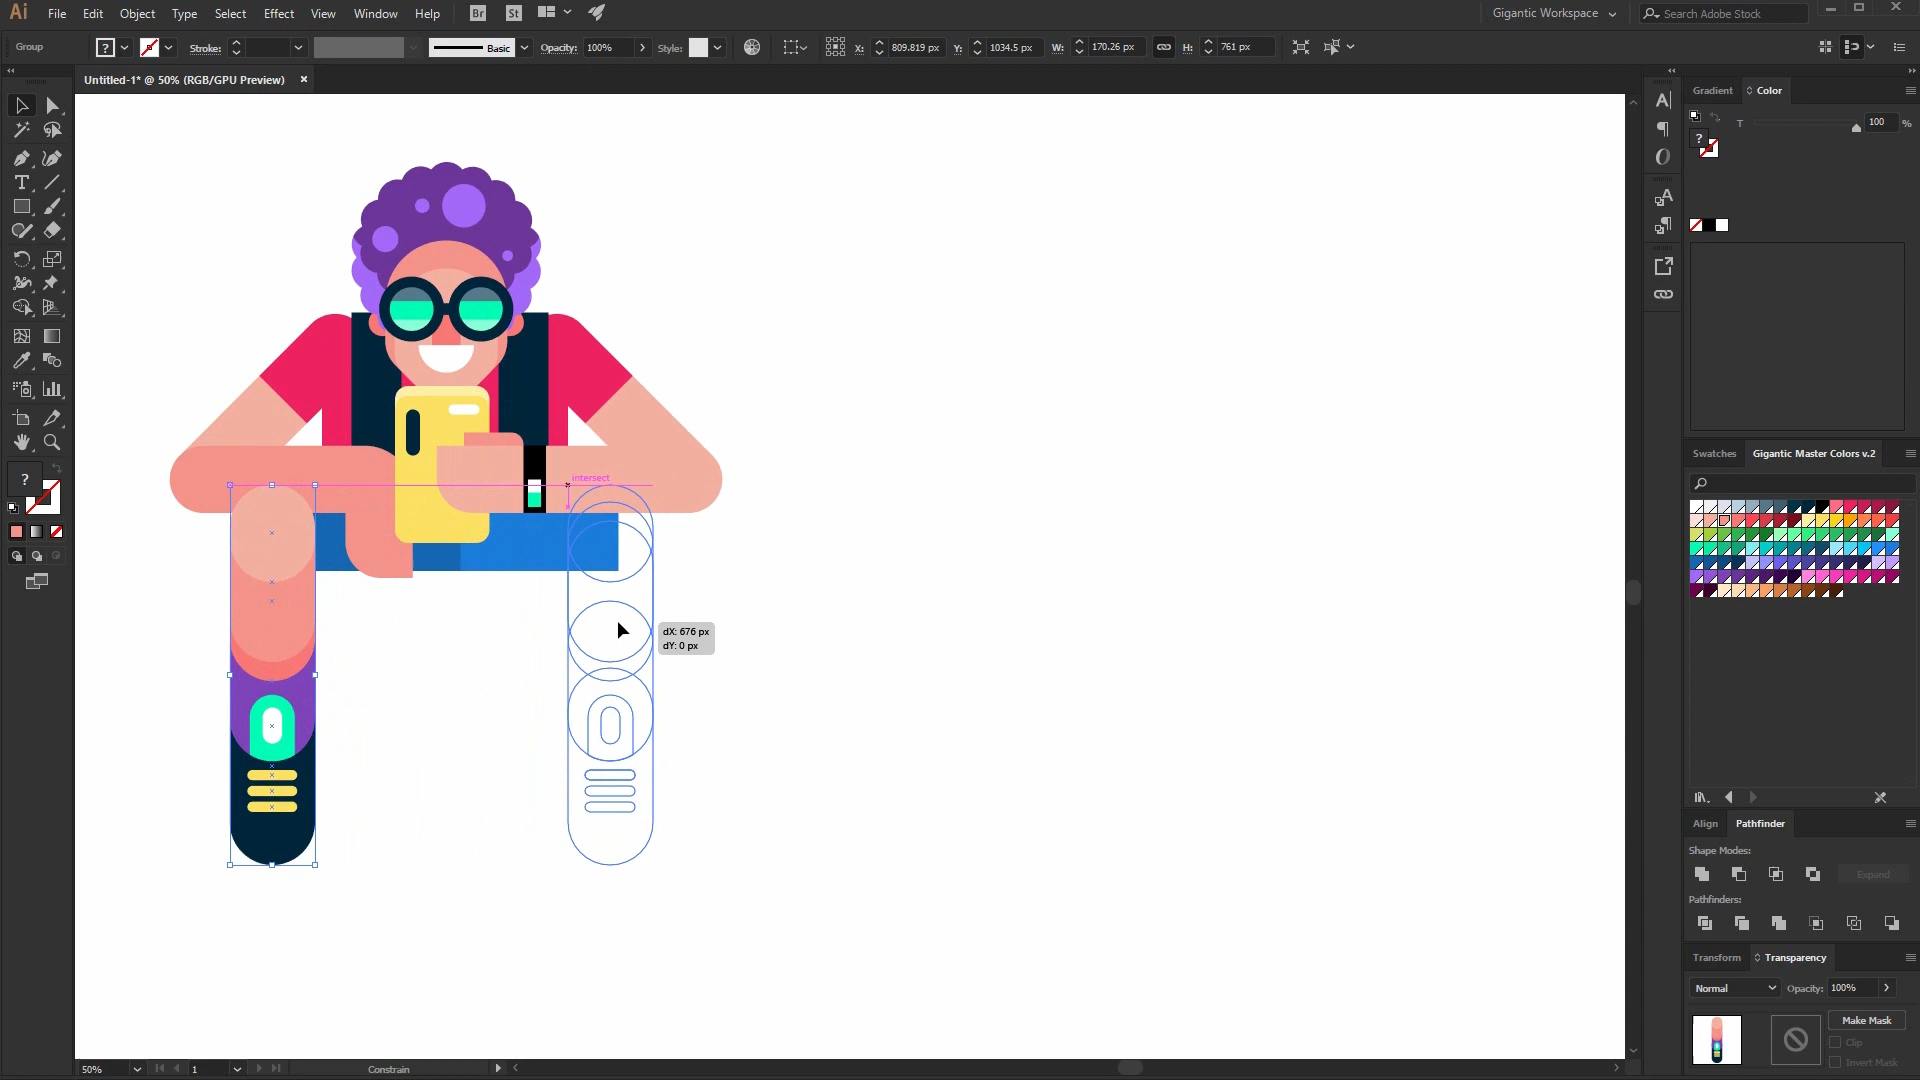 Ai File Edit Object Type Select Effect View Window Help Br St Gigantic Workspace Search Adobe Stock
Group ? Stroke: Basic Opacity: 100% Style: X: 809.819 px Y: 1034.5 px W: 170.26 px H: 761 px
Untitled-1* @ 50% (RGB/GPU Preview)
Gradient Color
T 100 %
?
intersect
dX: 676 px
dY: 0 px
?
Swatches Gigantic Master Colors v.2
Align Pathfinder
Shape Modes:
Expand
Pathfinders:
Transform Transparency
Normal Opacity: 100%
Make Mask
Clip
Invert Mask
50% 1 Constrain